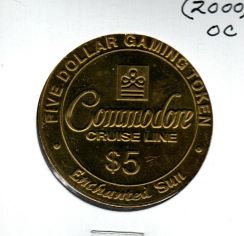 (2000)
OC
FIVE DOLLAR GAMING TOKEN
Commodore
CRUISE LINE
$5
Enchanted Sun